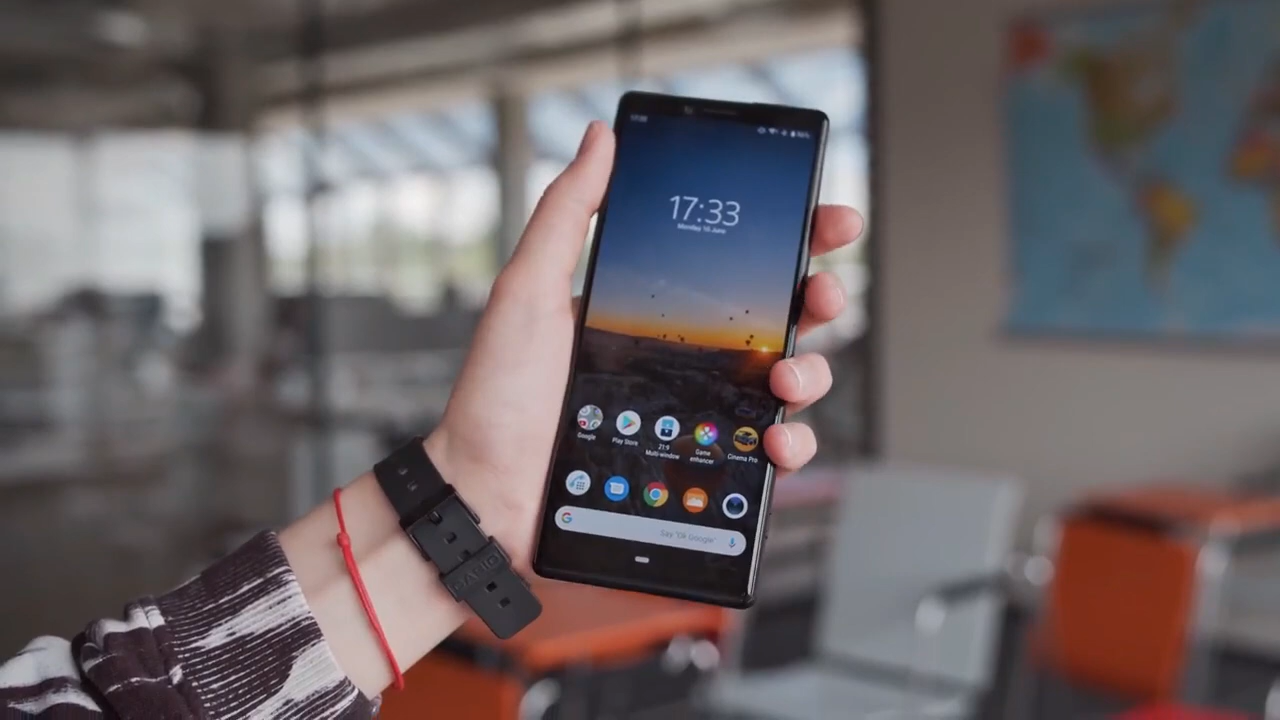 17:33
Monday 10 June
Google
Play Store
21:9
Multi-window
Game
enhancer
Cinema Pro
G
Say "Ok Google"
CASIO